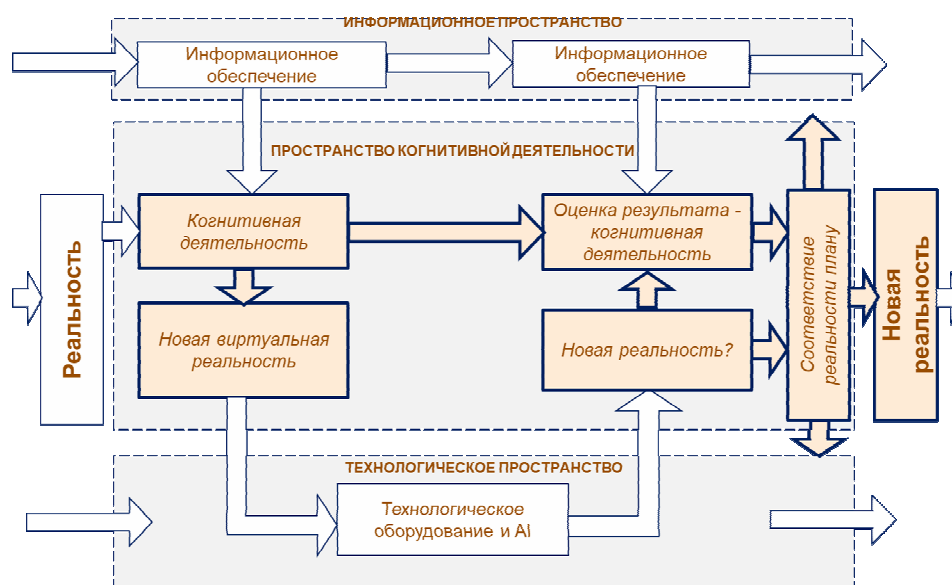 ИНФОРМАЦИОННОЕ ПРОСТРАНСТВО
Информационное
обеспечение
Информационное
обеспечение
ПРОСТРАНСТВО КОГНИТИВНОЙ ДЕЯТЕЛЬНОСТИ
Реальность
Когнитивная
деятельность
Оценка результата -
когнитивная
деятельность
Новая виртуальная
реальность
Новая реальность?
Соответствие
реальности плану
Новая
реальность
ТЕХНОЛОГИЧЕСКОЕ ПРОСТРАНСТВО
Технологическое
оборудование и AI